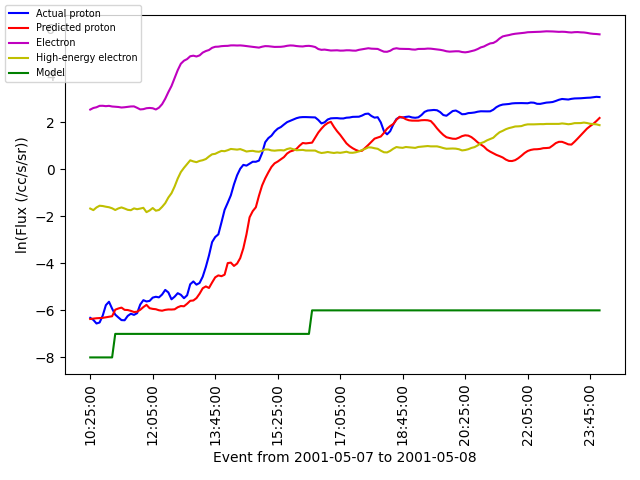 Actual proton
Predicted proton
Electron
High-energy electron
Model
2
0
−2
−4
−6
−8
ln(Flux (/cc/s/sr))
10:25:00
12:05:00
13:45:00
15:25:00
17:05:00
18:45:00
20:25:00
22:05:00
23:45:00
Event from 2001-05-07 to 2001-05-08